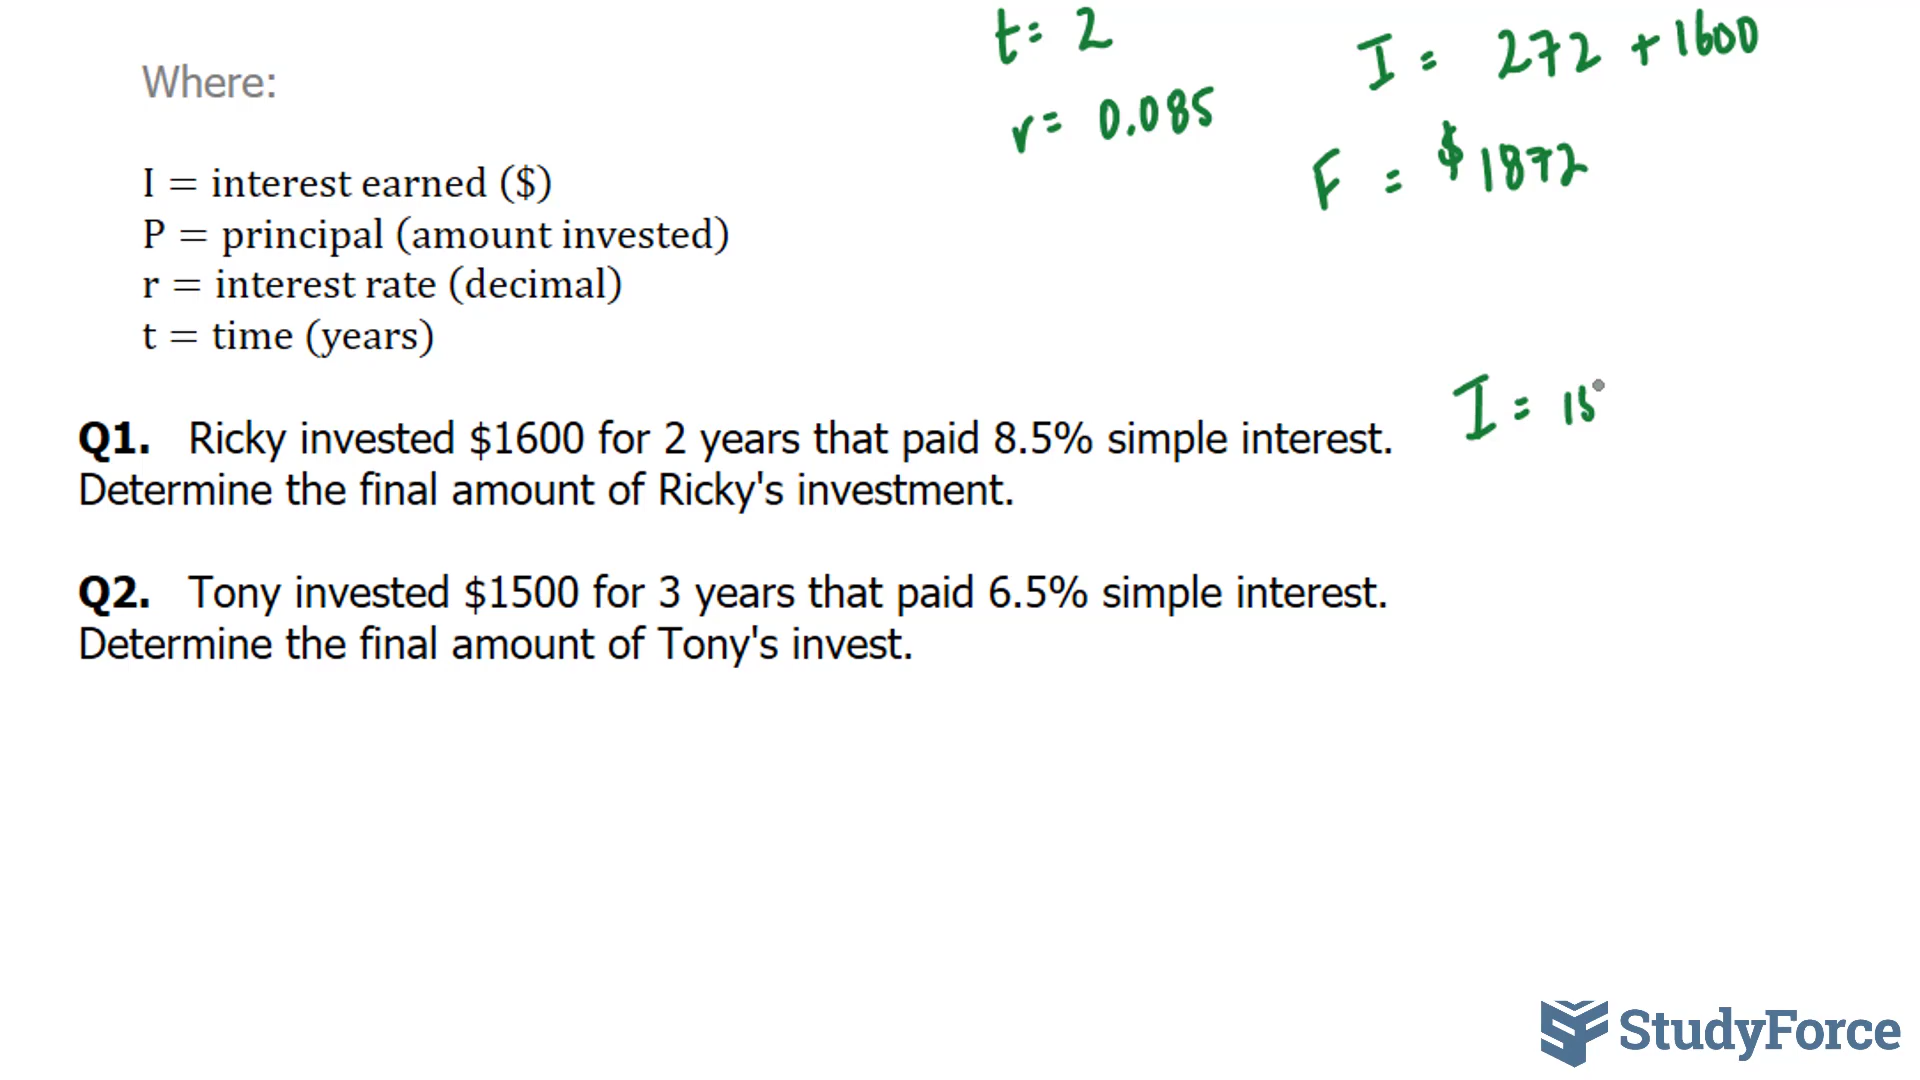 t= 2
I = 272 + 1600
Where:
r= 0.085
F = $1872
I = interest earned ($)
P = principal (amount invested)
r = interest rate (decimal)
t = time (years)
I = 15
Q1. Ricky invested $1600 for 2 years that paid 8.5% simple interest.
Determine the final amount of Ricky's investment.
Q2. Tony invested $1500 for 3 years that paid 6.5% simple interest.
Determine the final amount of Tony's invest.
StudyForce